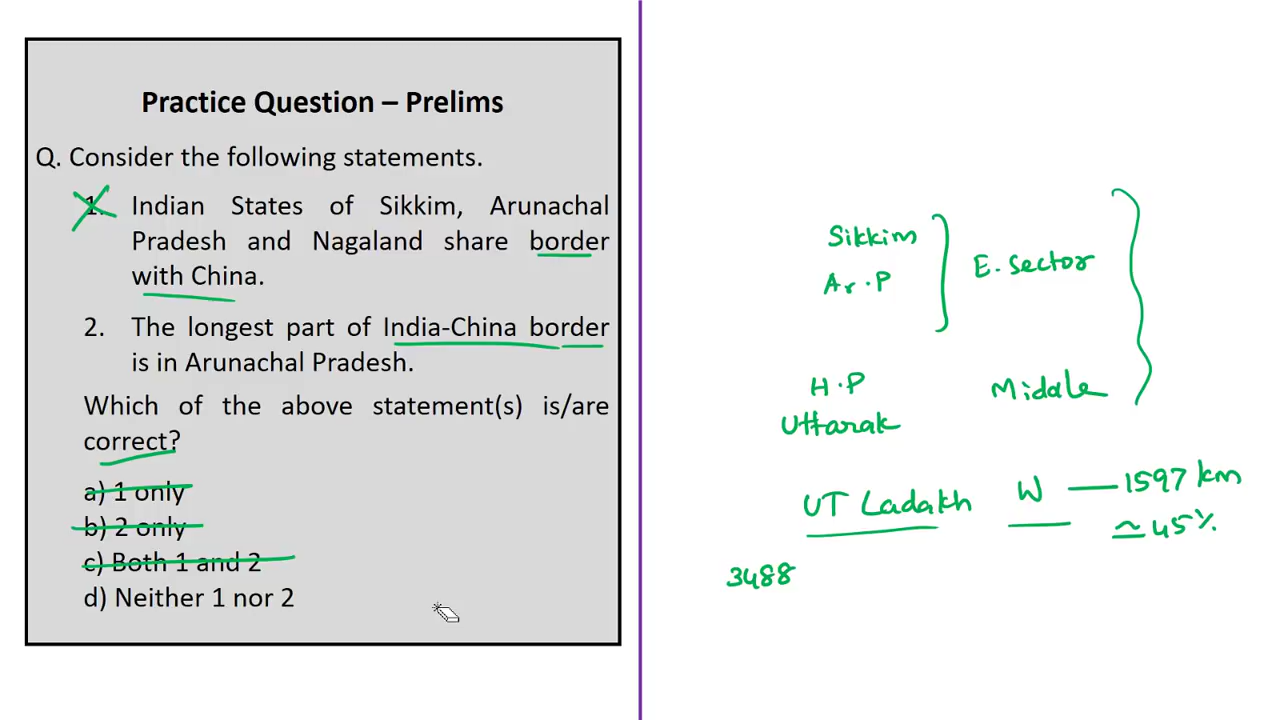 Practice Question – Prelims
Q. Consider the following statements.
1. Indian States of Sikkim, Arunachal
Pradesh and Nagaland share border
with China.
2. The longest part of India-China border
is in Arunachal Pradesh.
Which of the above statement(s) is/are
correct?
a) 1 only
b) 2 only
c) Both 1 and 2
d) Neither 1 nor 2
Sikkim
Ar.P
E. Sector
H.P
Uttarak
Middle
UT Ladakh W — 1597 km
≃ 45%
3488